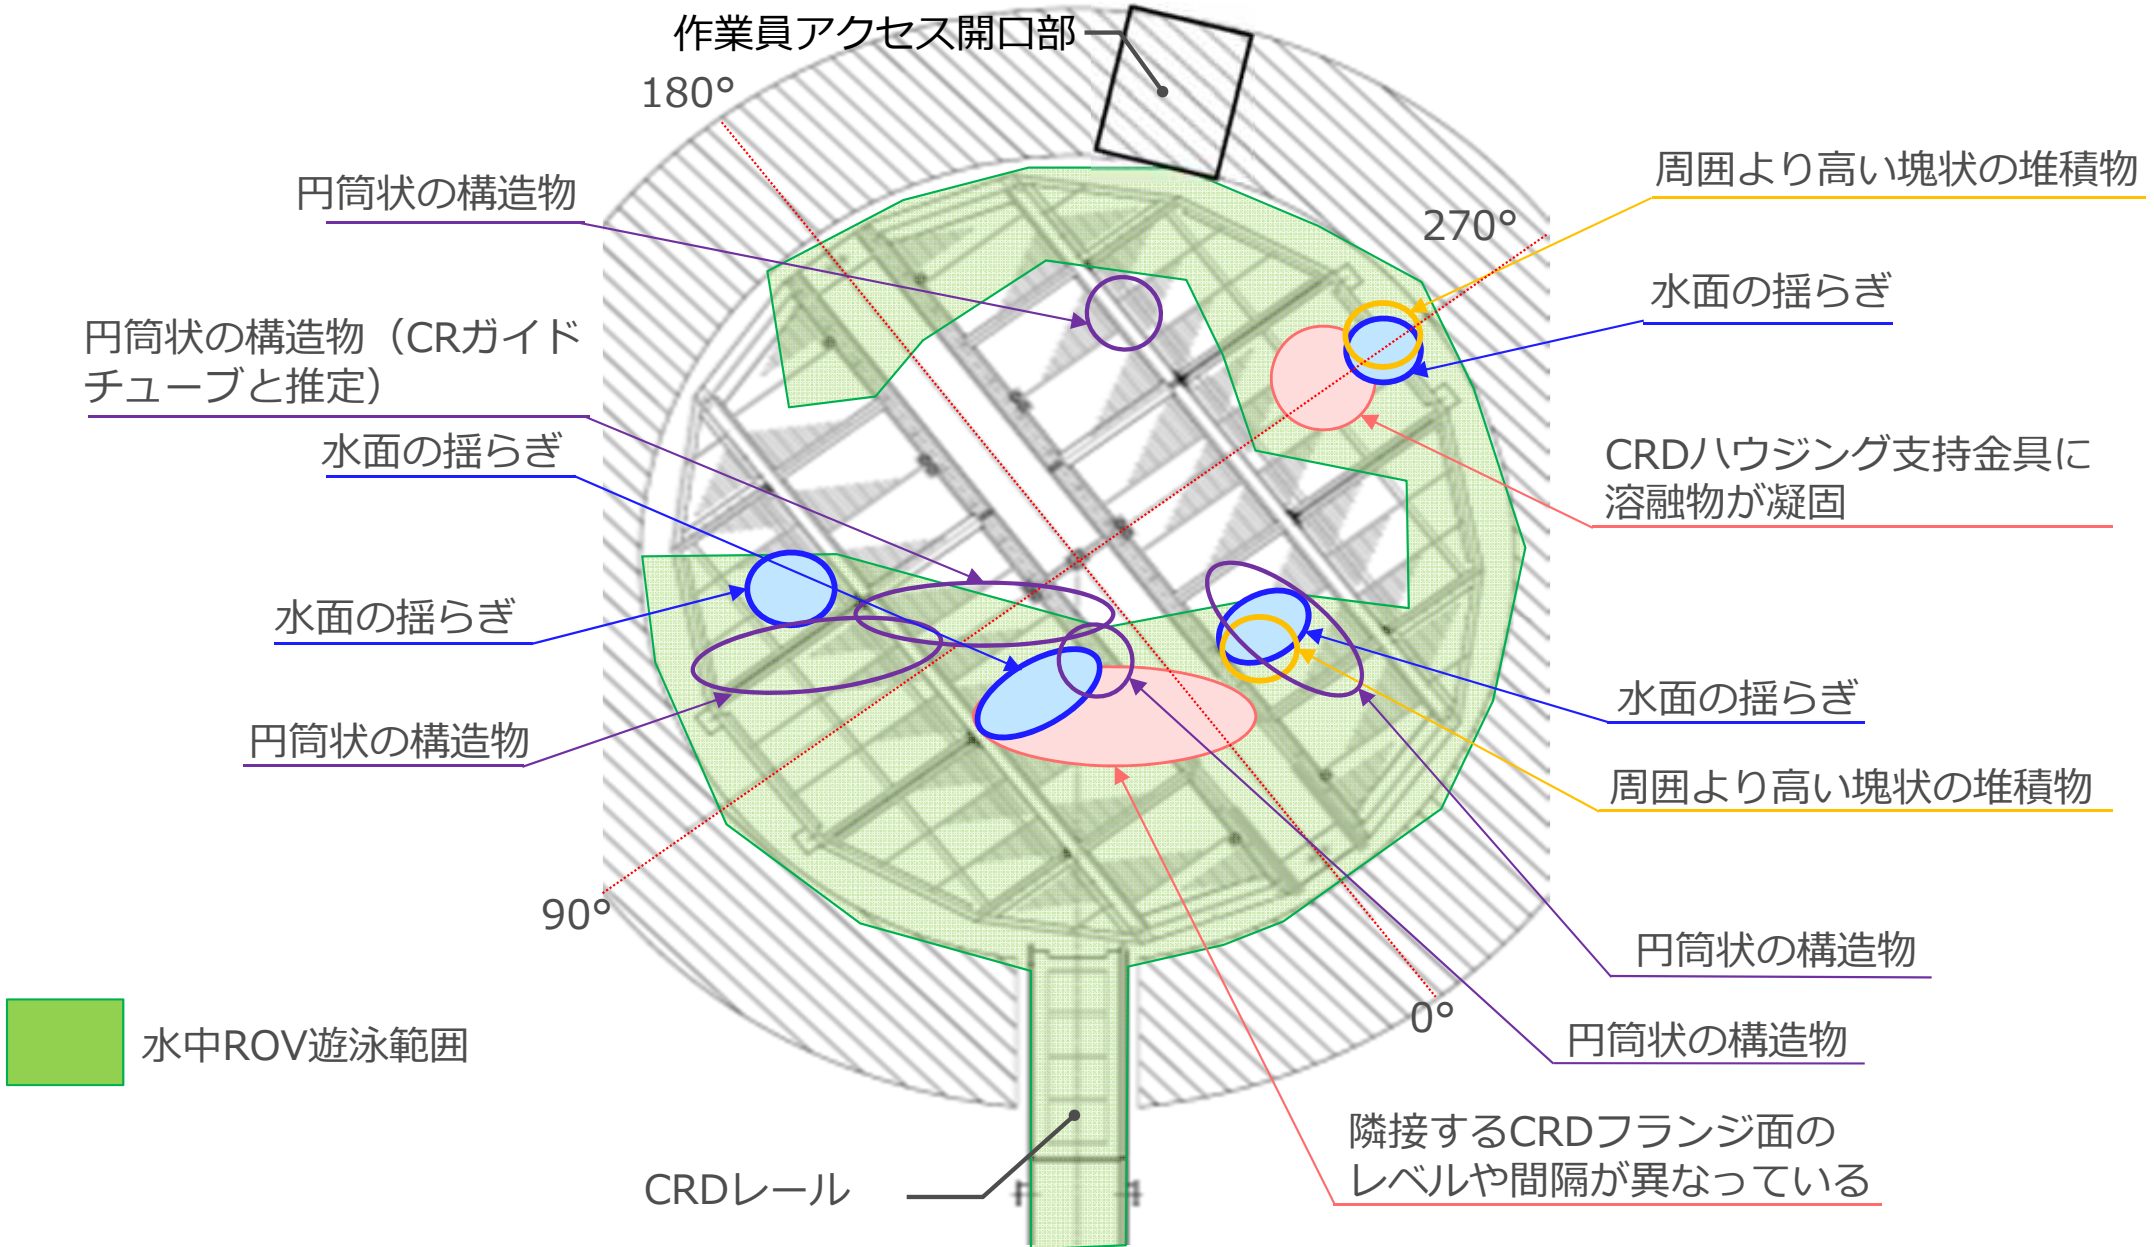 作業員アクセス開口部
180°
周囲より高い塊状の堆積物
円筒状の構造物
270°
水面の揺らぎ
円筒状の構造物（CRガイド
チューブと推定）
水面の揺らぎ
CRDハウジング支持金具に
溶融物が凝固
水面の揺らぎ
水面の揺らぎ
円筒状の構造物
周囲より高い塊状の堆積物
90°
円筒状の構造物
0°
円筒状の構造物
水中ROV遊泳範囲
隣接するCRDフランジ面の
レベルや間隔が異なっている
CRDレール